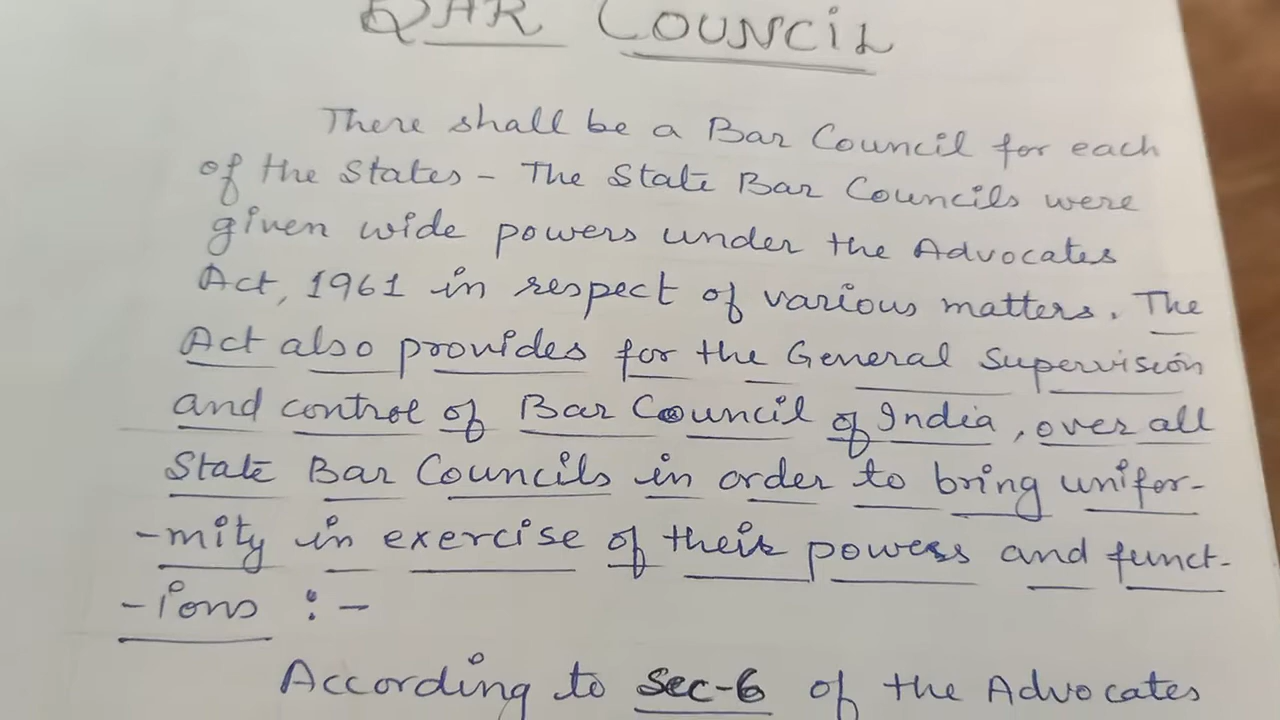 BAR COUNCIL
There shall be a Bar Council for each
of the States - The State Bar Councils were
given wide powers under the Advocates
Act, 1961 in respect of various matters. The
Act also provides for the General Supervision
and control of Bar Council of India, over all
State Bar Councils in order to bring unifor-
-mity in exercise of their powers and funct-
-ions :-
According to Sec-6 of the Advocates